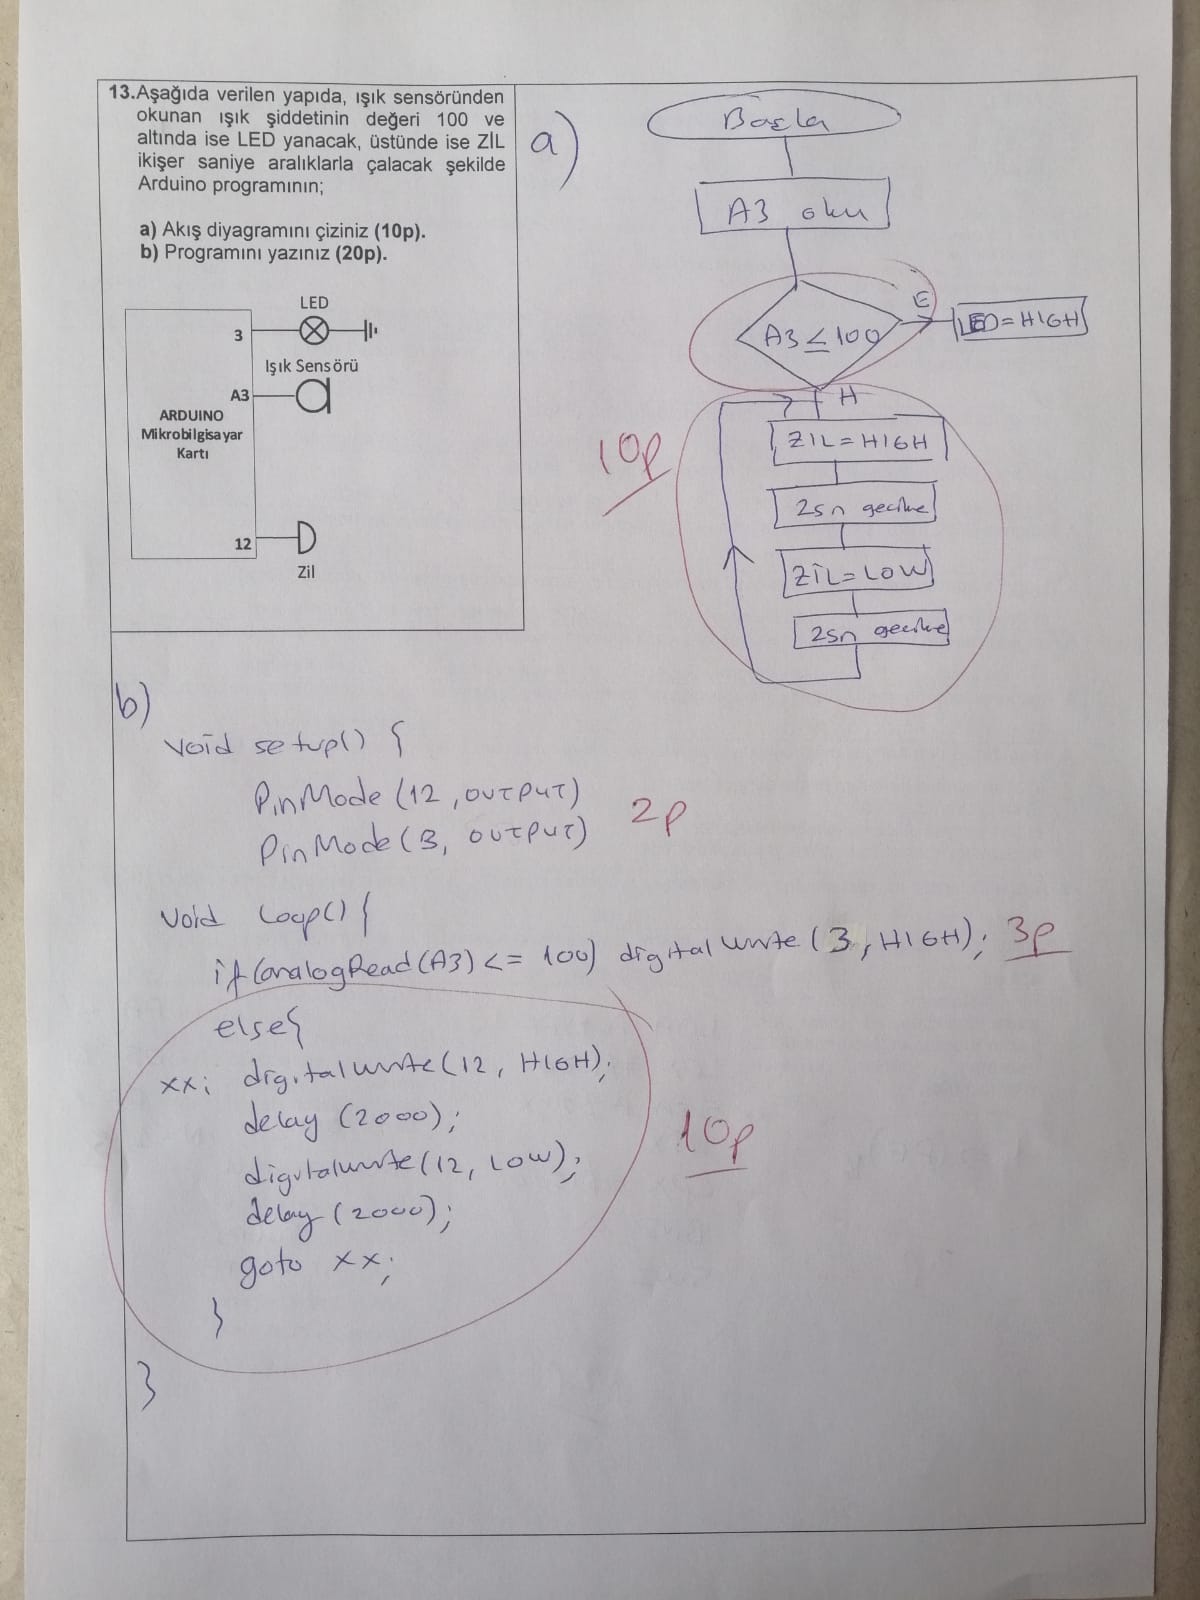 13.Aşağıda verilen yapıda, ışık sensöründen
okunan ışık şiddetinin değeri 100 ve
altında ise LED yanacak, üstünde ise ZİL
ikişer saniye aralıklarla çalacak şekilde
Arduino programının;
a) Akış diyagramını çiziniz (10p).
b) Programını yazınız (20p).
LED
3
Işık Sensörü
A3
ARDUINO
Mikrobilgisayar
Kartı
12
Zil
a)
Başla
A3 oku
A3 ≤ 100
E
LED=HIGH
H
ZIL=HIGH
2sn gecikme
ZİL=LOW
2sn gecikme
10p
b)
void setup() {
PinMode (12, OUTPUT)
PinMode (3, OUTPUT)
2p
void loop() {
if (analogRead(A3) <= 100) digitalwrite (3, HIGH); 3p
else{
xx: digitalwrite (12, HIGH);
delay (2000);
digitalwrite (12, LOW);
delay (2000);
goto xx;
}
10p
}